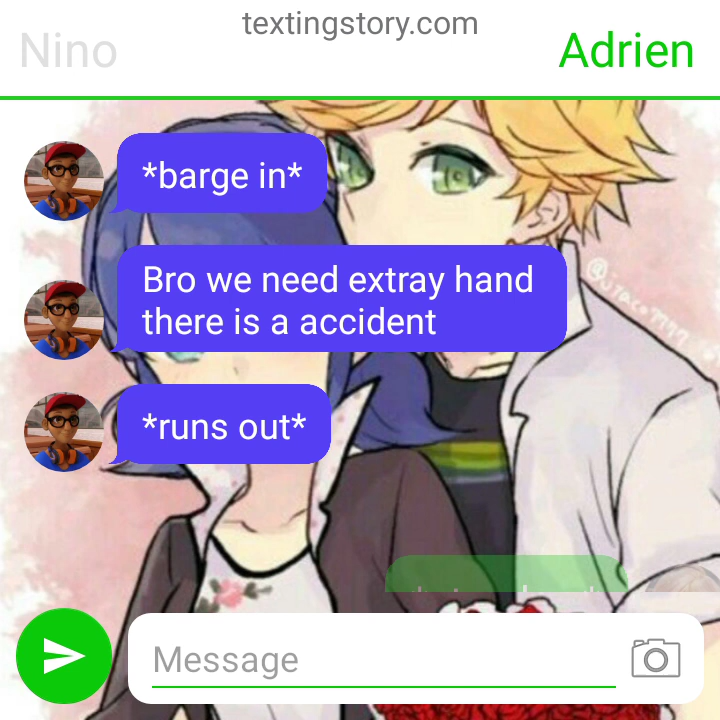 textingstory.com
Nino
Adrien
*barge in*
Bro we need extray hand
there is a accident
*runs out*
Message